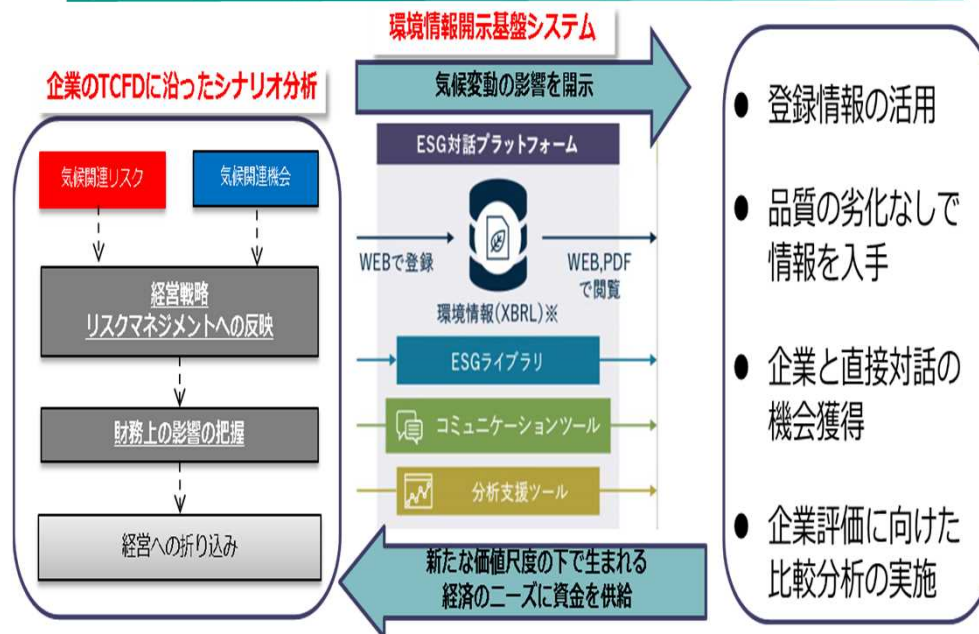 環境情報開示基盤システム
企業のTCFDに沿ったシナリオ分析
気候変動の影響を開示
気候関連リスク
気候関連機会
経営戦略
リスクマネジメントへの反映
財務上の影響の把握
経営への折り込み
ESG対話プラットフォーム
WEBで登録
WEB,PDF
で閲覧
環境情報(XBRL)※
ESGライブラリ
コミュニケーションツール
分析支援ツール
新たな価値尺度の下で生まれる
経済のニーズに資金を供給
● 登録情報の活用
● 品質の劣化なしで
情報を入手
● 企業と直接対話の
機会獲得
● 企業評価に向けた
比較分析の実施